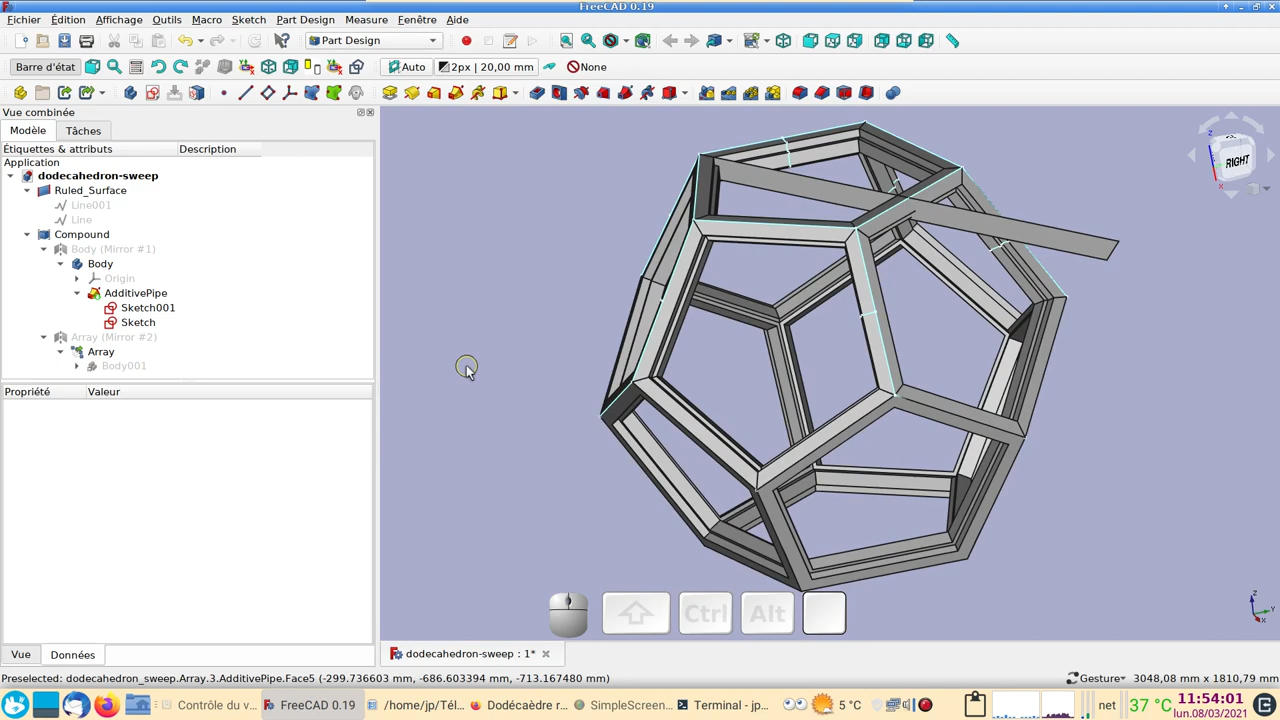 FreeCAD 0.19
Fichier Édition Affichage Outils Macro Sketch Part Design Measure Fenêtre Aide
Part Design
Barre d'état Auto 2px | 20,00 mm None
Vue combinée
Modèle Tâches
Étiquettes & attributs Description
Application
dodecahedron-sweep
Ruled_Surface
Line001
Line
Compound
Body (Mirror #1)
Body
Origin
AdditivePipe
Sketch001
Sketch
Array (Mirror #2)
Array
Body001
Propriété Valeur
RIGHT
Z
X
Ctrl Alt
Z
Y
X
Vue Données
dodecahedron-sweep : 1*
Preselected: dodecahedron_sweep.Array.3.AdditivePipe.Face5 (-299.736603 mm, -686.603394 mm, -713.167480 mm) Gesture 3048,08 mm x 1810,79 mm
Contrôle du v... FreeCAD 0.19 /home/jp/Tél... Dodécaèdre r... SimpleScreen... Terminal - jp... 5 °C net 37 °C 11:54:01
lun.08/03/2021